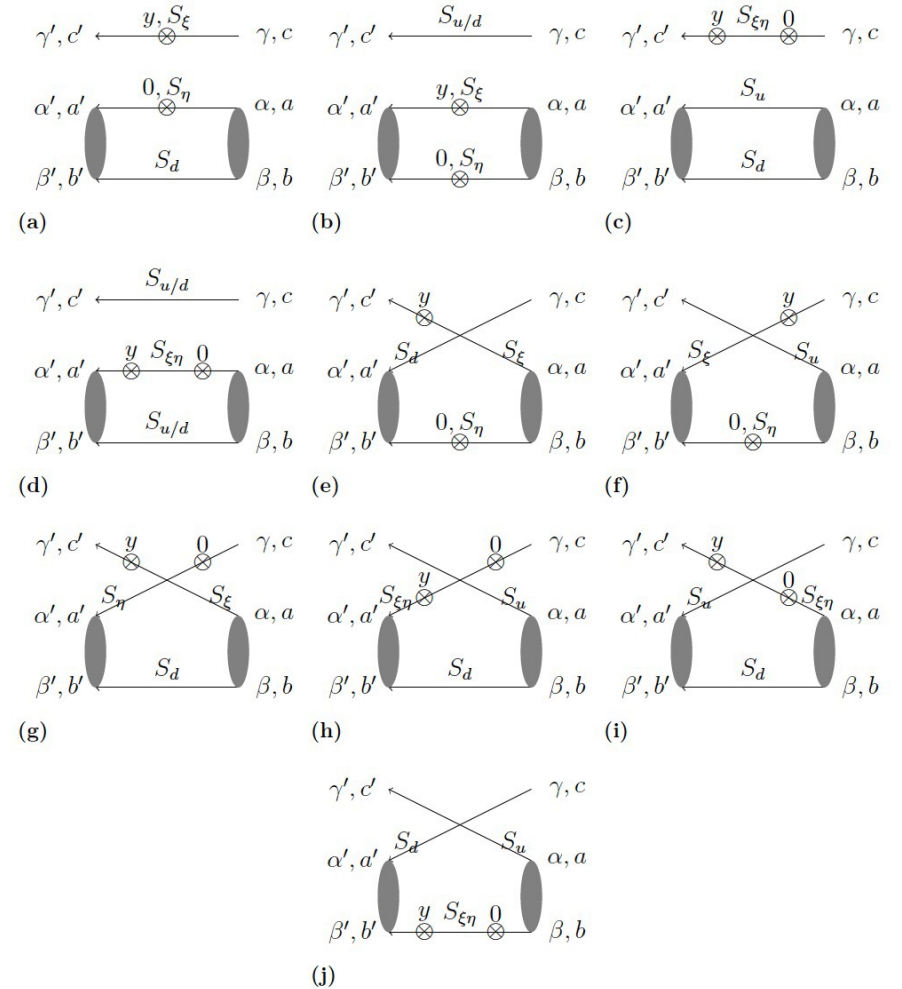 y, S_ξ S_{u/d} y S_{ξη} 0
γ′, c′ γ, c γ′, c′ γ, c γ′, c′ γ, c
0, S_η y, S_ξ S_u
α′, a′ α, a α′, a′ α, a α′, a′ α, a
S_d 0, S_η S_d
β′, b′ β, b β′, b′ β, b β′, b′ β, b
(a) (b) (c)
S_{u/d} y y
γ′, c′ γ, c γ′, c′ γ, c γ′, c′ γ, c
y S_{ξη} 0 S_d S_ξ S_ξ S_u
α′, a′ α, a α′, a′ α, a α′, a′ α, a
S_{u/d} 0, S_η 0, S_η
β′, b′ β, b β′, b′ β, b β′, b′ β, b
(d) (e) (f)
y 0 0 y
γ′, c′ γ, c γ′, c′ γ, c γ′, c′ γ, c
y 0
S_η S_ξ S_{ξη} S_u S_u S_{ξη}
α′, a′ α, a α′, a′ α, a α′, a′ α, a
S_d S_d S_d
β′, b′ β, b β′, b′ β, b β′, b′ β, b
(g) (h) (i)
γ′, c′ γ, c
S_d S_u
α′, a′ α, a
y S_{ξη} 0
β′, b′ β, b
(j)